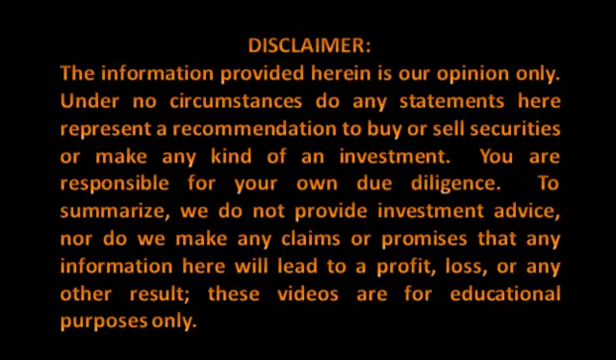 DISCLAIMER:
The information provided herein is our opinion only.
Under no circumstances do any statements here
represent a recommendation to buy or sell securities
or make any kind of an investment. You are
responsible for your own due diligence. To
summarize, we do not provide investment advice,
nor do we make any claims or promises that any
information here will lead to a profit, loss, or any
other result; these videos are for educational
purposes only.